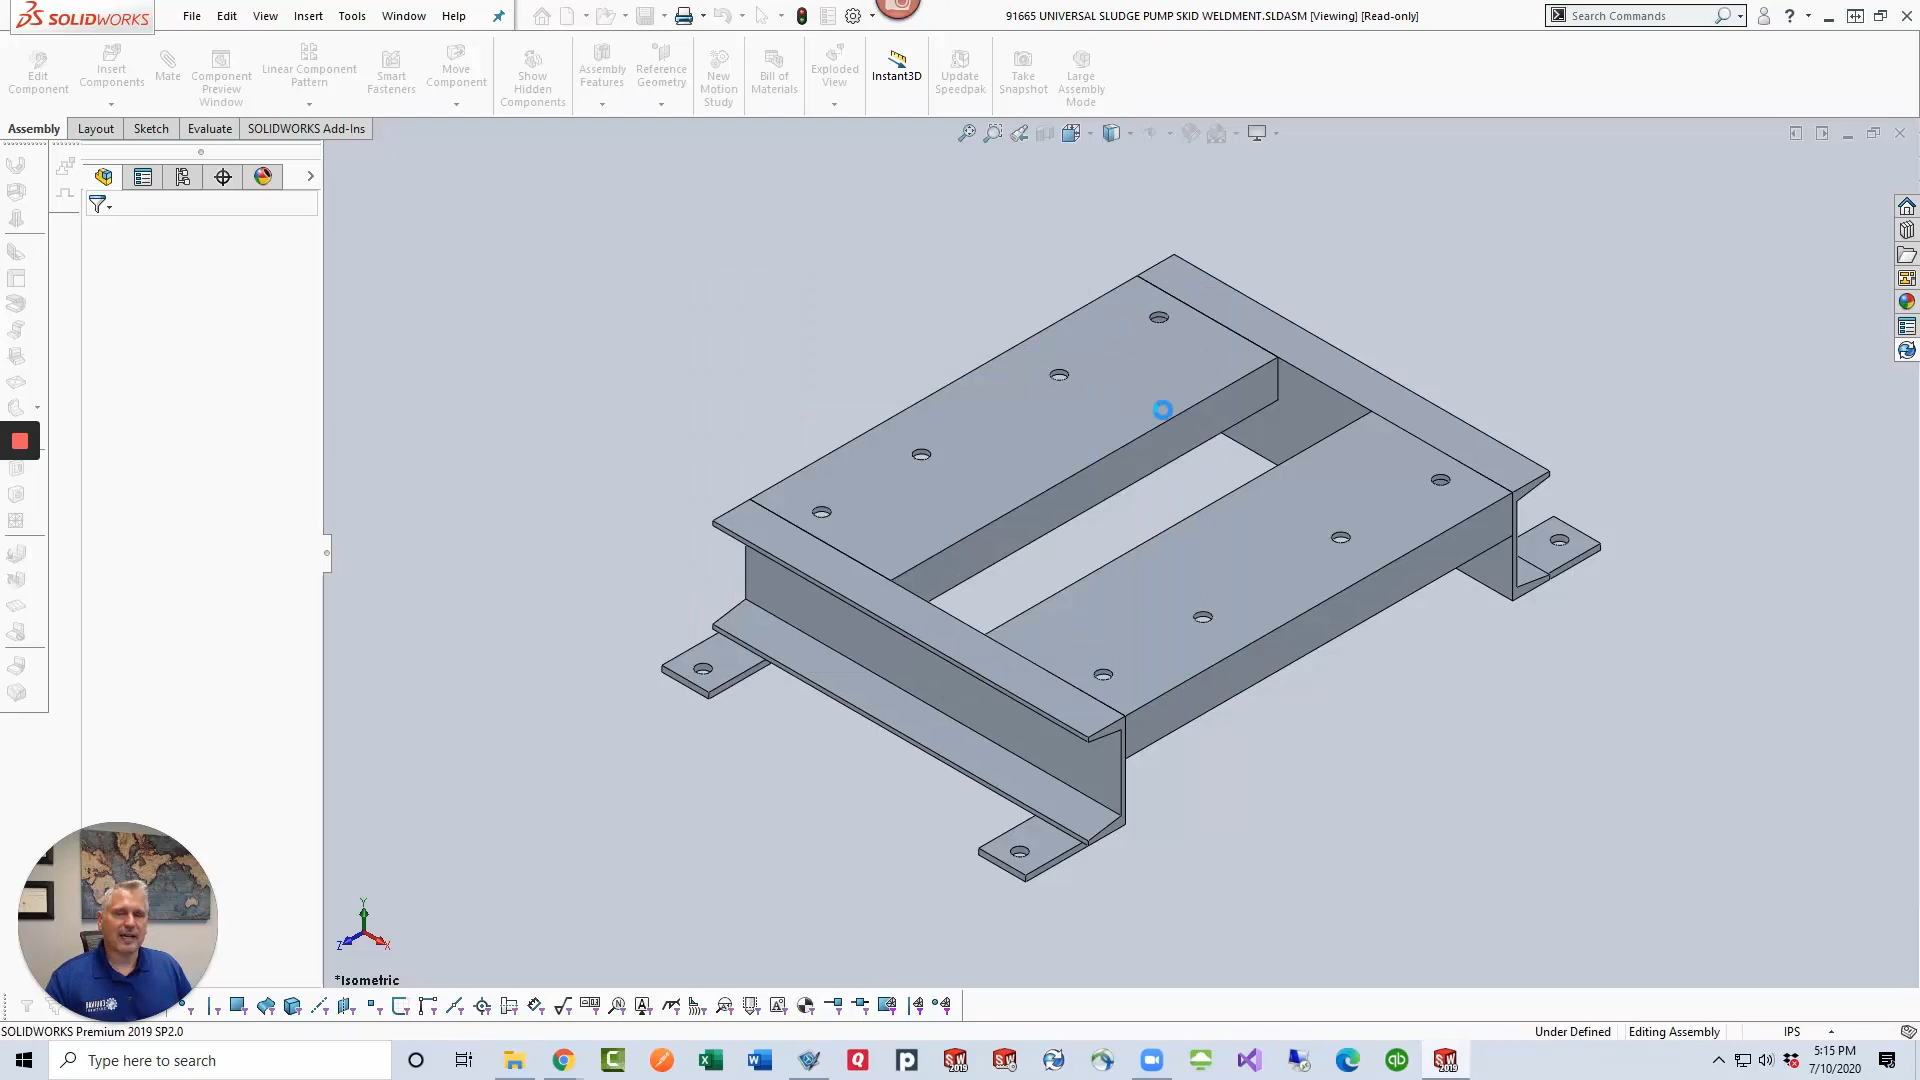 SOLIDWORKS
File Edit View Insert Tools Window Help
91665 UNIVERSAL SLUDGE PUMP SKID WELDMENT.SLDASM [Viewing] [Read-only]
Search Commands
Edit
Component
Insert
Components
Mate
Component
Preview
Window
Linear Component
Pattern
Smart
Fasteners
Move
Component
Show
Hidden
Components
Assembly
Features
Reference
Geometry
New
Motion
Study
Bill of
Materials
Exploded
View
Instant3D
Update
Speedpak
Take
Snapshot
Large
Assembly
Mode
Assembly Layout Sketch Evaluate SOLIDWORKS Add-Ins
Y
Z
X
*Isometric
SOLIDWORKS Premium 2019 SP2.0
Under Defined Editing Assembly IPS
Type here to search
5:15 PM
7/10/2020